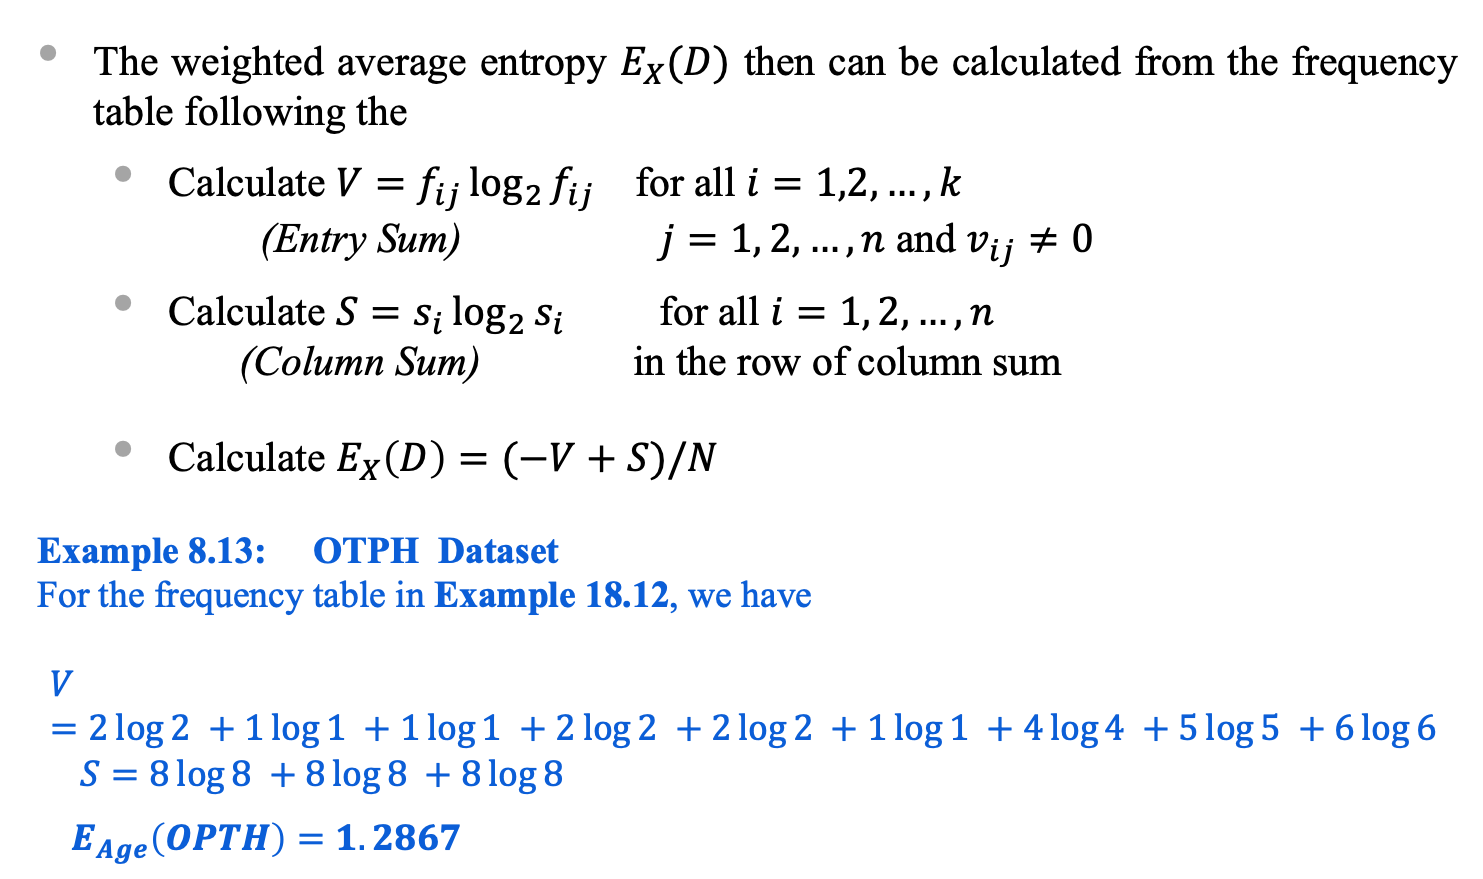 • The weighted average entropy E_X(D) then can be calculated from the frequency
table following the
• Calculate V = f_ij log₂ f_ij for all i = 1,2, …, k
(Entry Sum) j = 1, 2, …, n and v_ij ≠ 0
• Calculate S = s_i log₂ s_i for all i = 1, 2, …, n
(Column Sum) in the row of column sum
• Calculate E_X(D) = (−V + S)/N
Example 8.13: OTPH Dataset
For the frequency table in Example 18.12, we have
V
= 2 log 2 + 1 log 1 + 1 log 1 + 2 log 2 + 2 log 2 + 1 log 1 + 4 log 4 + 5 log 5 + 6 log 6
S = 8 log 8 + 8 log 8 + 8 log 8
E_Age(OPTH) = 1.2867